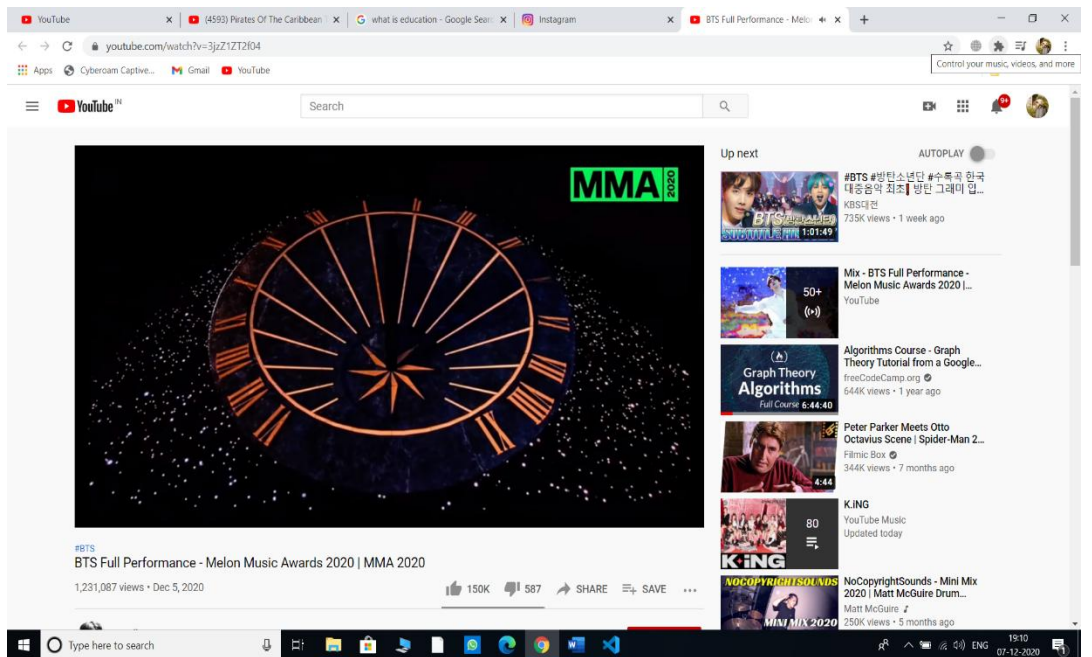 YouTube
(4593) Pirates Of The Caribbean
what is education - Google Sear
Instagram
BTS Full Performance - Melo
youtube.com/watch?v=3jzZ1ZT2f04
Control your music, videos, and more
Apps
Cyberoam Captive...
Gmail
YouTube
YouTube IN
Search
9+
MMA 2020
Up next
AUTOPLAY
BTS
1:01:49
#BTS #방탄소년단 #수록곡 한국
대중음악 최초 방탄 그래미 입...
KBS대전
735K views • 1 week ago
50+
Mix - BTS Full Performance -
Melon Music Awards 2020 |...
YouTube
Graph Theory
Algorithms
Full Course 6:44:40
Algorithms Course - Graph
Theory Tutorial from a Google...
freeCodeCamp.org
644K views • 1 year ago
4:44
Peter Parker Meets Otto
Octavius Scene | Spider-Man 2...
Filmic Box
344K views • 7 months ago
K·iNG
80
K.iNG
YouTube Music
Updated today
NOCOPYRIGHTSOUNDS
MINI MIX 2020
NoCopyrightSounds - Mini Mix
2020 | Matt McGuire Drum...
Matt McGuire
250K views • 5 months ago
#BTS
BTS Full Performance - Melon Music Awards 2020 | MMA 2020
1,231,087 views • Dec 5, 2020
150K
587
SHARE
SAVE
Type here to search
ENG
19:10
07-12-2020
1